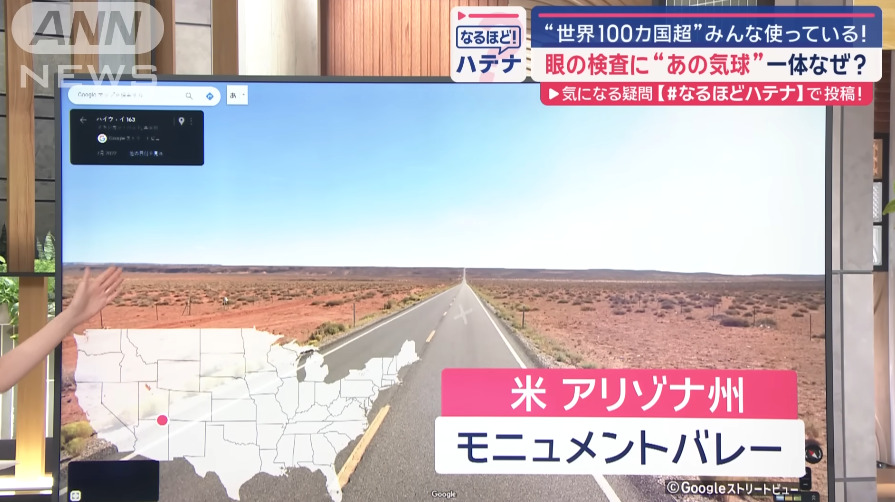 ANN
NEWS
なるほど!
ハテナ
“世界100カ国超”みんな使っている!
眼の検査に“あの気球”一体なぜ?
▶気になる疑問【#なるほどハテナ】で投稿!
Google
あ
ハイウェイ163
米 アリゾナ州
モニュメントバレー
Google
©Googleストリートビュー